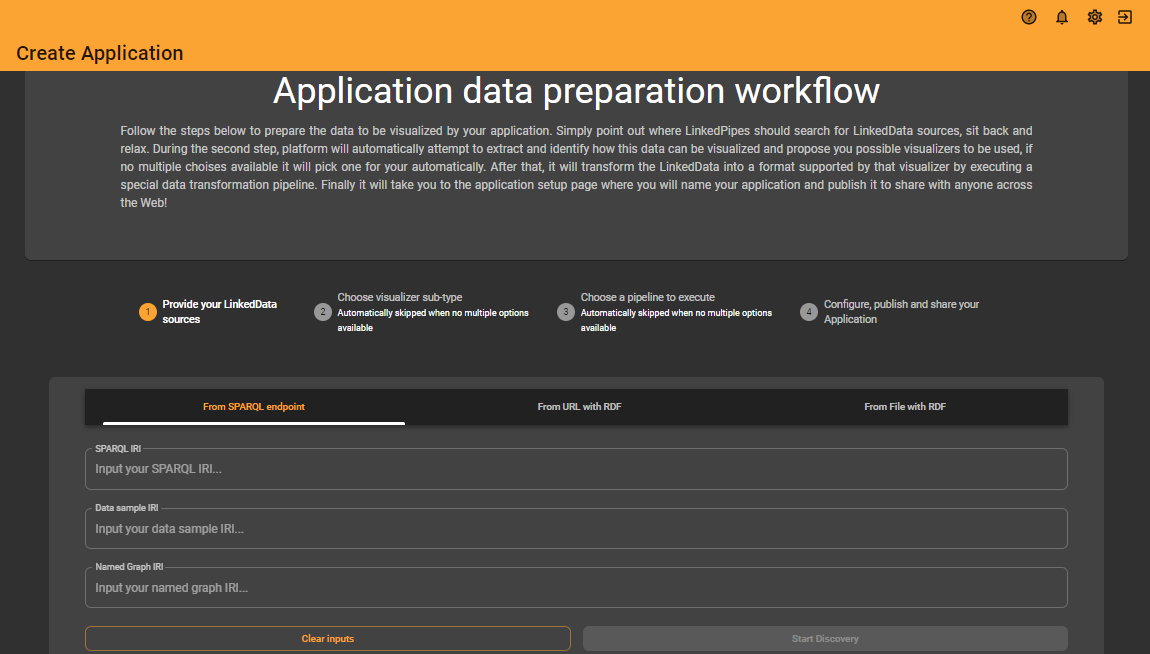 Create Application
Application data preparation workflow
Follow the steps below to prepare the data to be visualized by your application. Simply point out where LinkedPipes should search for LinkedData sources, sit back and
relax. During the second step, platform will automatically attempt to extract and identify how this data can be visualized and propose you possible visualizers to be used, if
no multiple choises available it will pick one for your automatically. After that, it will transform the LinkedData into a format supported by that visualizer by executing a
special data transformation pipeline. Finally it will take you to the application setup page where you will name your application and publish it to share with anyone across
the Web!
1
Provide your LinkedData
sources
2
Choose visualizer sub-type
Automatically skipped when no multiple options
available
3
Choose a pipeline to execute
Automatically skipped when no multiple options
available
4
Configure, publish and share your
Application
From SPARQL endpoint
From URL with RDF
From File with RDF
SPARQL IRI
Input your SPARQL IRI...
Data sample IRI
Input your data sample IRI...
Named Graph IRI
Input your named graph IRI...
Clear inputs
Start Discovery